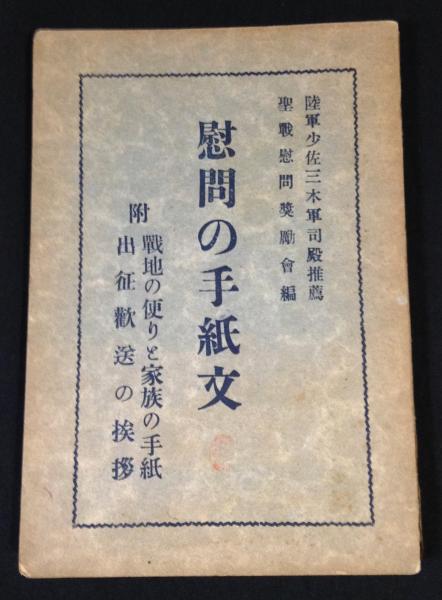 陸軍少佐三木軍司殿推薦
聖戰慰問奬勵會編
慰問の手紙文
附
戰地の便りと家族の手紙
出征歡送の挨拶